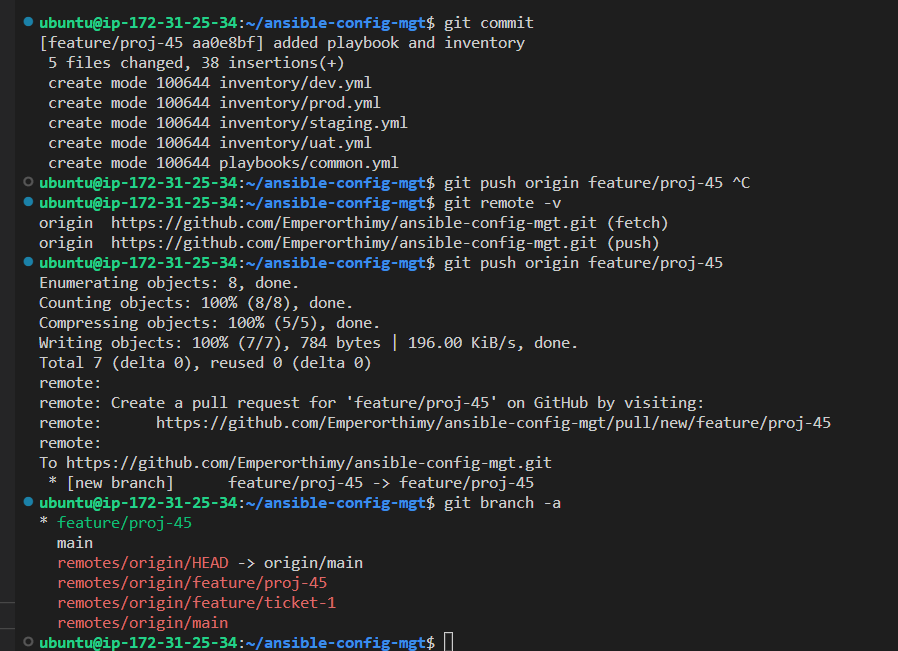 ubuntu@ip-172-31-25-34:~/ansible-config-mgt$ git commit
[feature/proj-45 aa0e8bf] added playbook and inventory
 5 files changed, 38 insertions(+)
 create mode 100644 inventory/dev.yml
 create mode 100644 inventory/prod.yml
 create mode 100644 inventory/staging.yml
 create mode 100644 inventory/uat.yml
 create mode 100644 playbooks/common.yml
ubuntu@ip-172-31-25-34:~/ansible-config-mgt$ git push origin feature/proj-45 ^C
ubuntu@ip-172-31-25-34:~/ansible-config-mgt$ git remote -v
origin  https://github.com/Emperorthimy/ansible-config-mgt.git (fetch)
origin  https://github.com/Emperorthimy/ansible-config-mgt.git (push)
ubuntu@ip-172-31-25-34:~/ansible-config-mgt$ git push origin feature/proj-45
Enumerating objects: 8, done.
Counting objects: 100% (8/8), done.
Compressing objects: 100% (5/5), done.
Writing objects: 100% (7/7), 784 bytes | 196.00 KiB/s, done.
Total 7 (delta 0), reused 0 (delta 0)
remote:
remote: Create a pull request for 'feature/proj-45' on GitHub by visiting:
remote:      https://github.com/Emperorthimy/ansible-config-mgt/pull/new/feature/proj-45
remote:
To https://github.com/Emperorthimy/ansible-config-mgt.git
 * [new branch]      feature/proj-45 -> feature/proj-45
ubuntu@ip-172-31-25-34:~/ansible-config-mgt$ git branch -a
* feature/proj-45
  main
  remotes/origin/HEAD -> origin/main
  remotes/origin/feature/proj-45
  remotes/origin/feature/ticket-1
  remotes/origin/main
ubuntu@ip-172-31-25-34:~/ansible-config-mgt$